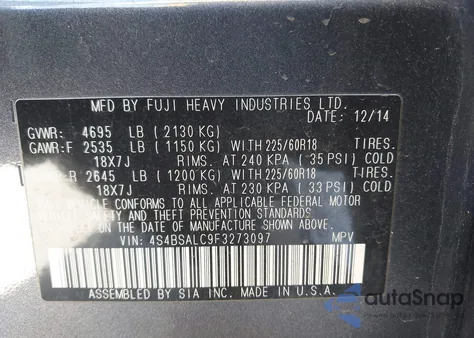 MFD BY FUJI HEAVY INDUSTRIES LTD.
DATE: 12/14
GVWR: 4695 LB (2130 KG)
GAWR:F 2535 LB (1150 KG) WITH 225/60R18 TIRES.
18X7J RIMS. AT 240 KPA (35 PSI) COLD
R 2645 LB (1200 KG) WITH 225/60R18 TIRES.
18X7J RIMS. AT 230 KPA (33 PSI) COLD
VEHICLE CONFORMS TO ALL APPLICABLE FEDERAL MOTOR
VEHICLE SAFETY AND THEFT PREVENTION STANDARDS IN
EFFECT ON THE DATE OF MANUFACTURE SHOWN ABOVE.
VIN: 4S4BSALC9F3273097 MPV
ASSEMBLED BY SIA INC. MADE IN U.S.A.
autoSnap